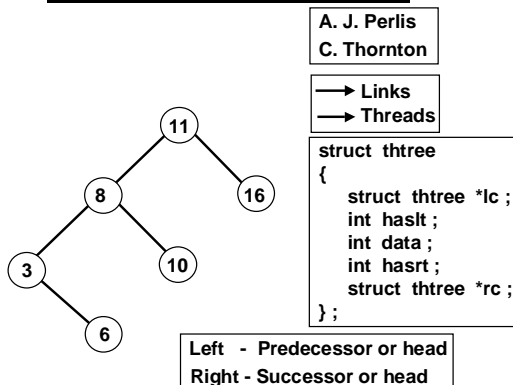 A. J. Perlis
C. Thornton
Links
Threads
11
8
16
3
10
6
struct thtree
{
struct thtree *lc ;
int haslt ;
int data ;
int hasrt ;
struct thtree *rc ;
} ;
Left - Predecessor or head
Right - Successor or head